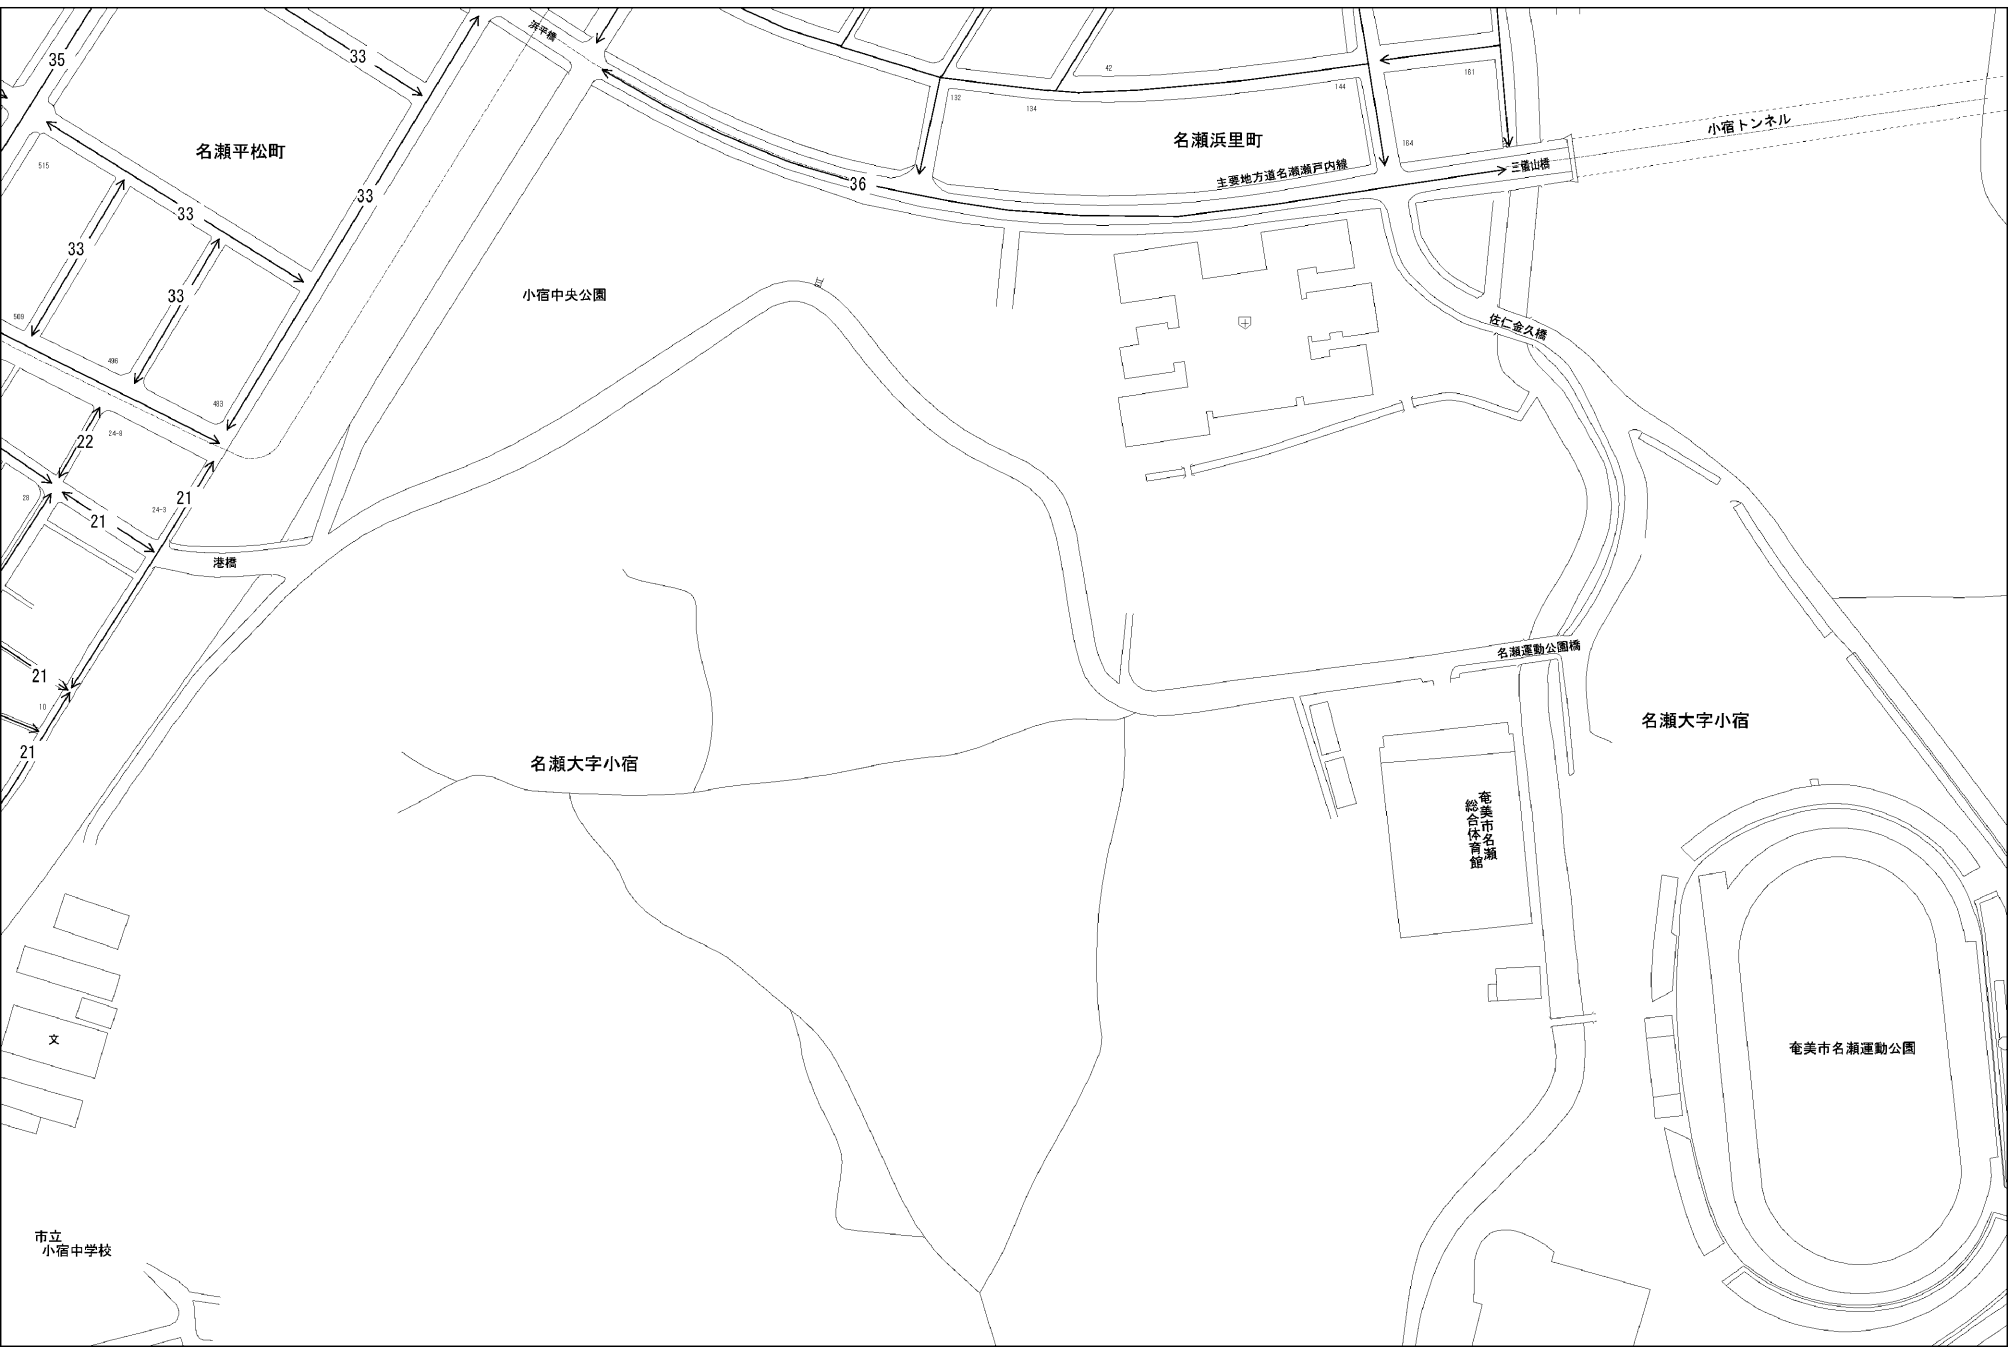 浜平橋
35
33
42
161
144
132
134
名瀬平松町
名瀬浜里町
小宿トンネル
164
515
主要地方道名瀬瀬戸内線
36
33
33
33
小宿中央公園
33
509
佐仁金久橋
496
483
24-8
22
28
21
24-3
21
港橋
名瀬運動公園橋
21
10
名瀬大字小宿
21
名瀬大字小宿
奄美市名瀬
総合体育館
文
奄美市名瀬運動公園
市立
小宿中学校